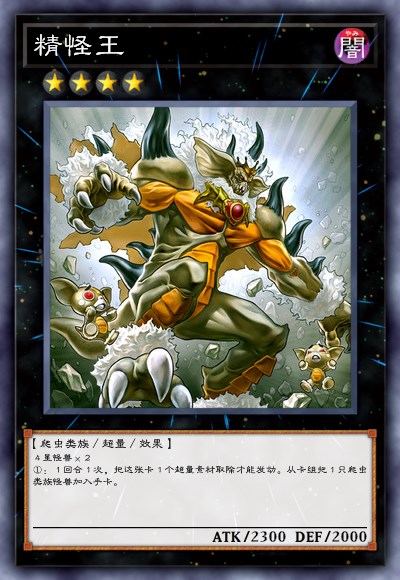 精怪王
闇
やみ
【爬虫类族／超量／效果】
４星怪兽×２
①：１回合１次，把这张卡１个超量素材取除才能发动。从卡组把１只爬虫
类族怪兽加入手卡。
ATK/2300 DEF/2000